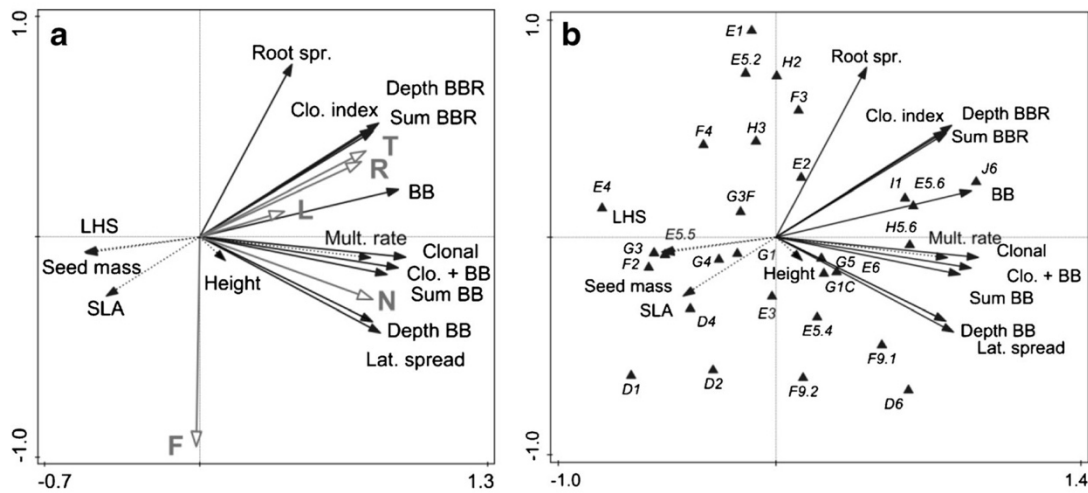 a
1.0
-1.0
-0.7
1.3
Root spr.
Depth BBR
Clo. index
Sum BBR
T
R
BB
L
LHS
Mult. rate
Clonal
Seed mass
Height
Clo. + BB
SLA
N
Sum BB
Depth BB
Lat. spread
F
b
1.0
-1.0
-1.0
1.4
E1
Root spr.
E5.2
H2
F3
Clo. index
Depth BBR
Sum BBR
F4
H3
E2
J6
I1
E5.6
BB
E4
LHS
G3F
H5.6
Mult. rate
E5.5
G3
G4
G1
G5
E6
Clonal
F2
Height
Clo. + BB
Seed mass
G1C
Sum BB
SLA
D4
E3
E5.4
Depth BB
F9.1
Lat. spread
D1
D2
F9.2
D6